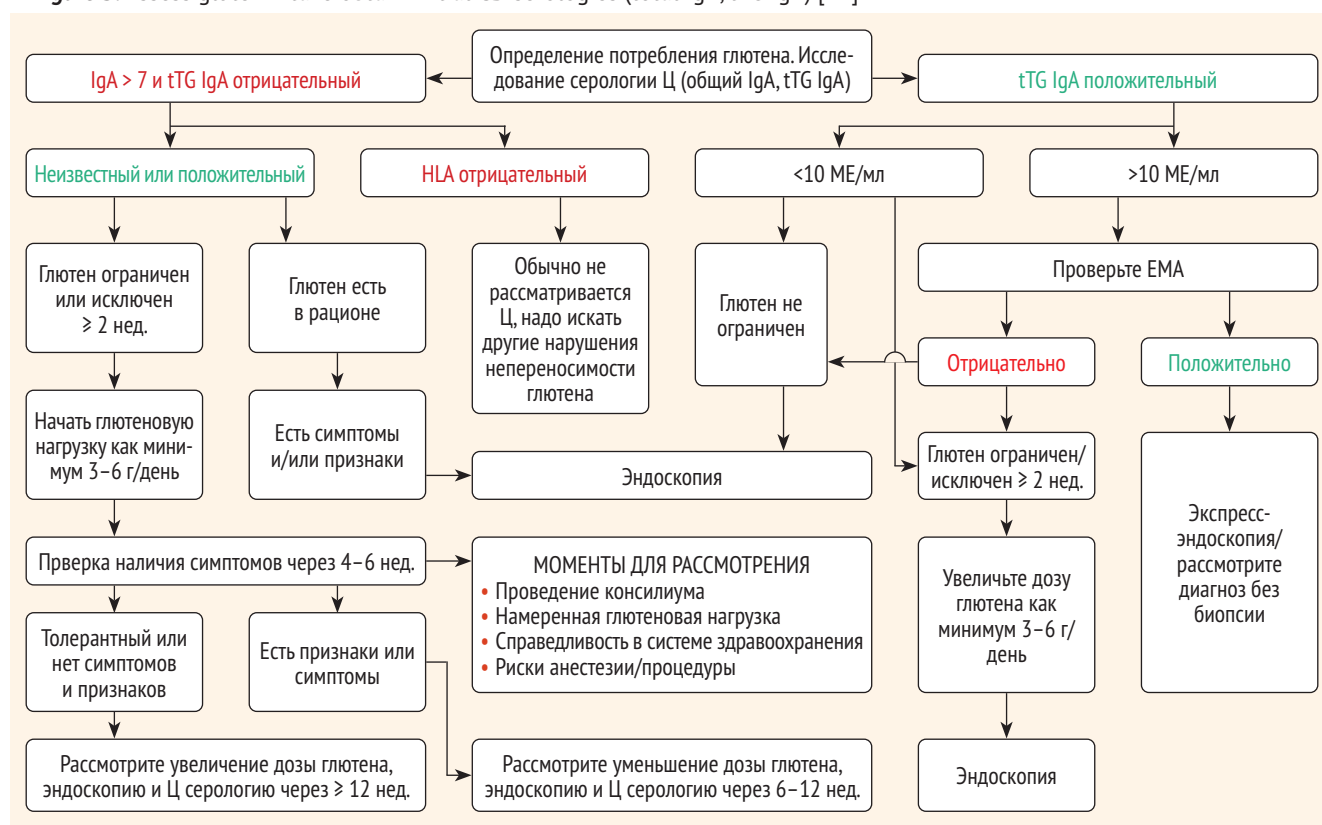 Определение потребления глютена. Иссле-
дование серологии Ц (общий IgA, tTG IgA)
IgA > 7 и tTG IgA отрицательный
tTG IgA положительный
Неизвестный или положительный
HLA отрицательный
<10 МЕ/мл
>10 МЕ/мл
Глютен ограничен
или исключен
⩾ 2 нед.
Глютен есть
в рационе
Обычно не
рассматривается
Ц, надо искать
другие нарушения
непереносимости
глютена
Глютен не
ограничен
Проверьте EMA
Отрицательно
Положительно
Начать глютеновую
нагрузку как мини-
мум 3–6 г/день
Есть симптомы
и/или признаки
Эндоскопия
Глютен ограничен/
исключен ⩾ 2 нед.
Экспресс-
эндоскопия/
рассмотрите
диагноз без
биопсии
Прверка наличия симптомов через 4–6 нед.
МОМЕНТЫ ДЛЯ РАССМОТРЕНИЯ
• Проведение консилиума
• Намеренная глютеновая нагрузка
• Справедливость в системе здравоохранения
• Риски анестезии/процедуры
Увеличьте дозу
глютена как
минимум 3–6 г/
день
Толерантный или
нет симптомов
и признаков
Есть признаки или
симптомы
Рассмотрите увеличение дозы глютена,
эндоскопию и Ц серологию через ⩾ 12 нед.
Рассмотрите уменьшение дозы глютена,
эндоскопию и Ц серологию через 6–12 нед.
Эндоскопия